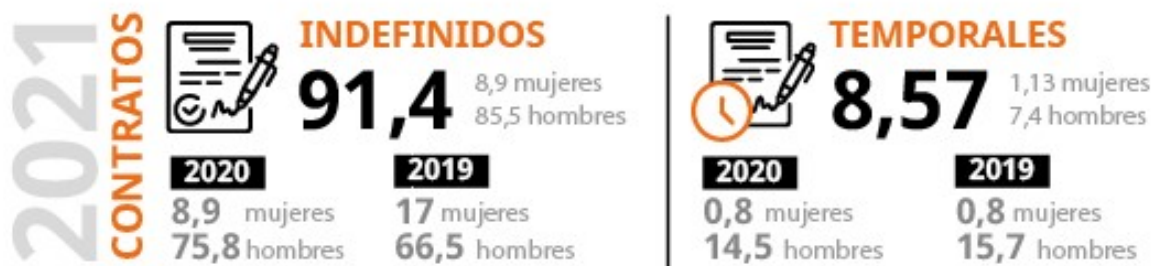 2021
CONTRATOS
INDEFINIDOS
91,4
8,9 mujeres
85,5 hombres
2020
8,9 mujeres
75,8 hombres
2019
17 mujeres
66,5 hombres
TEMPORALES
8,57
1,13 mujeres
7,4 hombres
2020
0,8 mujeres
14,5 hombres
2019
0,8 mujeres
15,7 hombres